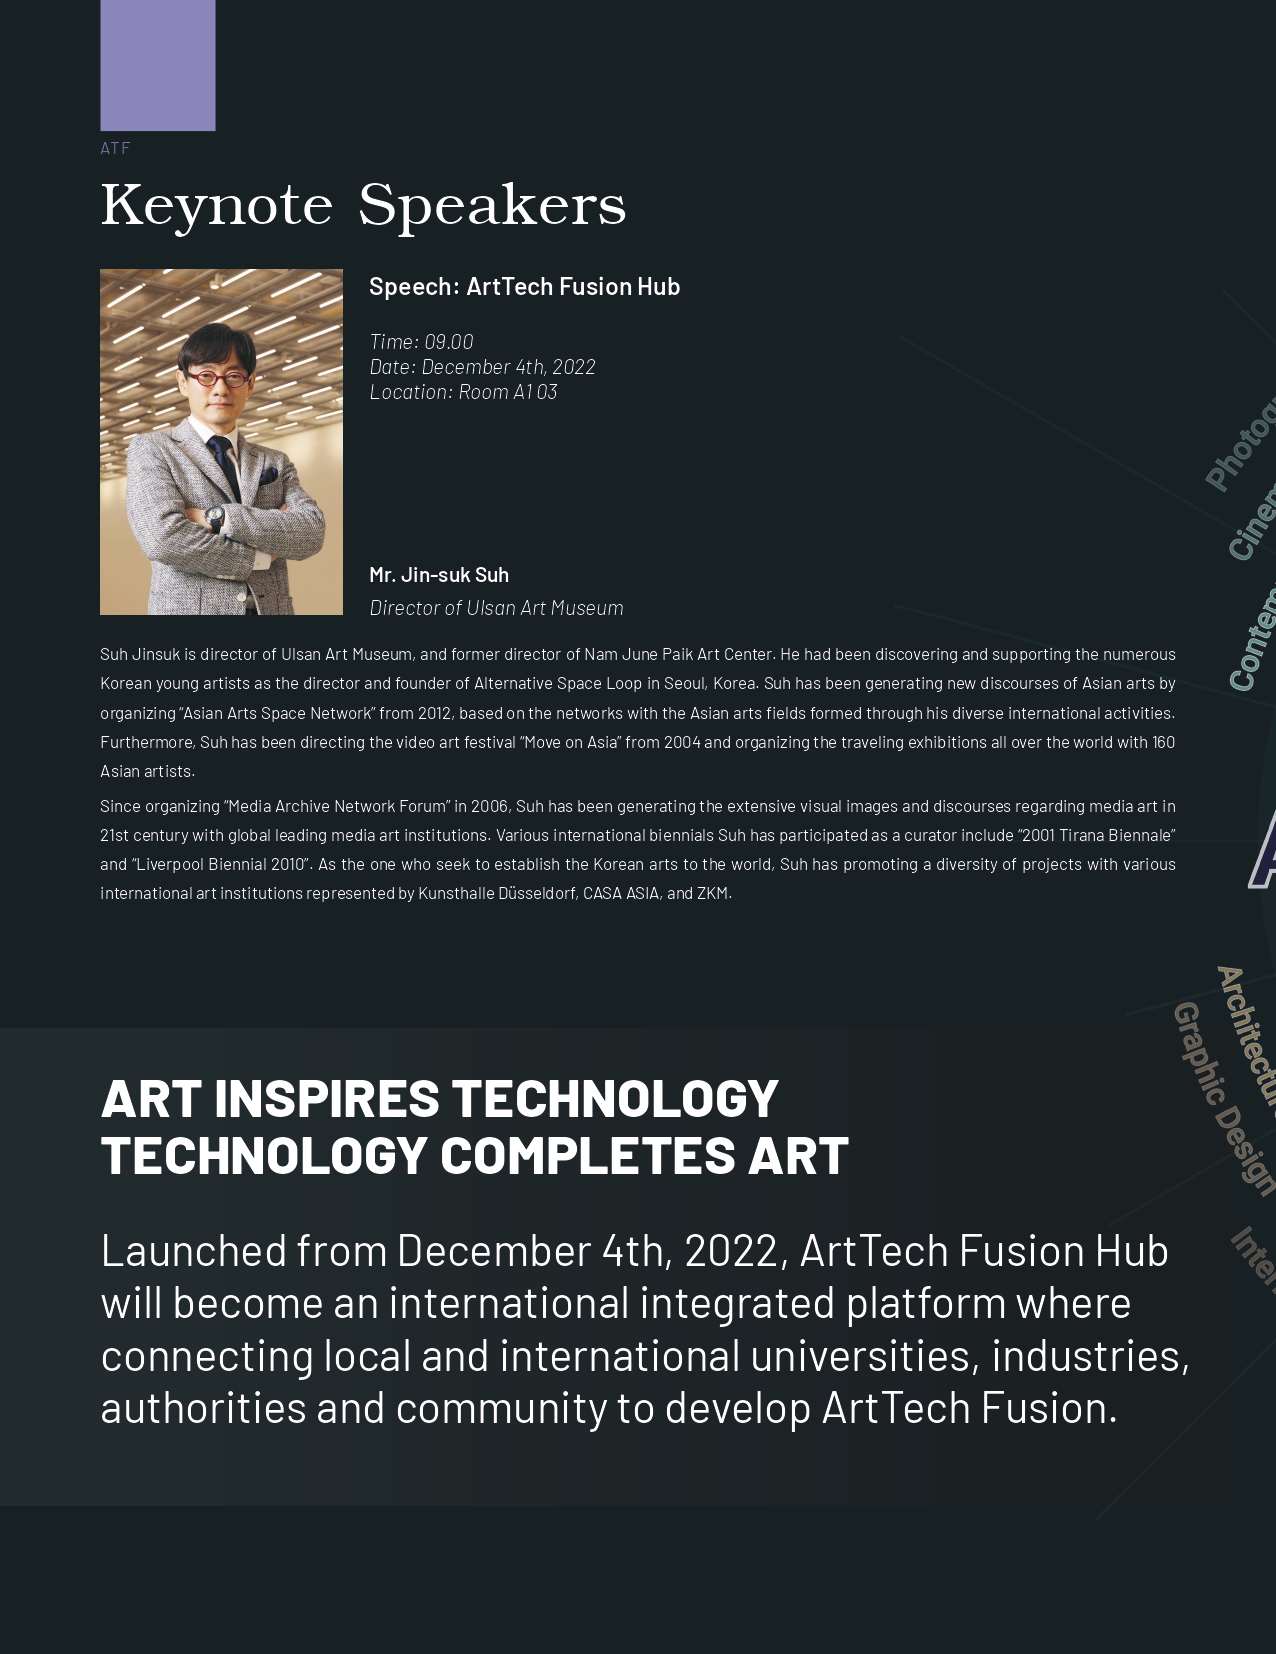 ATF
Keynote Speakers
Speech: ArtTech Fusion Hub
Time: 09.00
Date: December 4th, 2022
Location: Room A1 03
Mr. Jin-suk Suh
Director of Ulsan Art Museum
Suh Jinsuk is director of Ulsan Art Museum, and former director of Nam June Paik Art Center. He had been discovering and supporting the numerous
Korean young artists as the director and founder of Alternative Space Loop in Seoul, Korea. Suh has been generating new discourses of Asian arts by
organizing “Asian Arts Space Network” from 2012, based on the networks with the Asian arts fields formed through his diverse international activities.
Furthermore, Suh has been directing the video art festival “Move on Asia” from 2004 and organizing the traveling exhibitions all over the world with 160
Asian artists.
Since organizing “Media Archive Network Forum” in 2006, Suh has been generating the extensive visual images and discourses regarding media art in
21st century with global leading media art institutions. Various international biennials Suh has participated as a curator include “2001 Tirana Biennale”
and “Liverpool Biennial 2010”. As the one who seek to establish the Korean arts to the world, Suh has promoting a diversity of projects with various
international art institutions represented by Kunsthalle Düsseldorf, CASA ASIA, and ZKM.
ART INSPIRES TECHNOLOGY
TECHNOLOGY COMPLETES ART
Launched from December 4th, 2022, ArtTech Fusion Hub
will become an international integrated platform where
connecting local and international universities, industries,
authorities and community to develop ArtTech Fusion.
Graphic Design